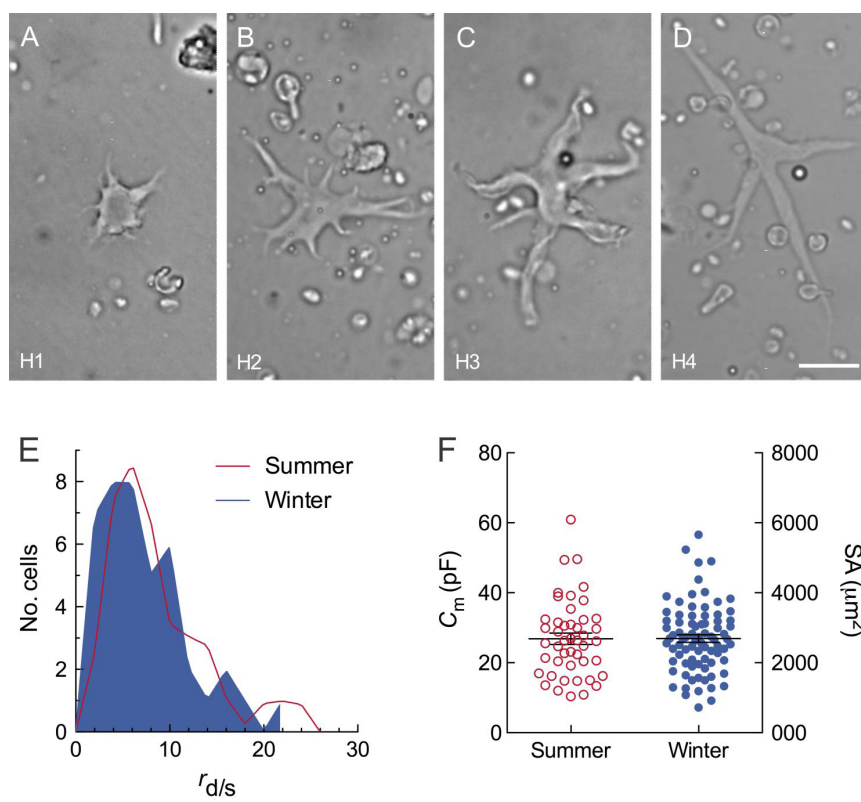 A B C D
H1 H2 H3 H4
E
Summer
Winter
No. cells
8
6
4
2
0
0 10 20 30
r d/s
F
80 8000
60 6000
40 4000
20 2000
0 000
Cm (pF)
SA (μm²)
Summer Winter